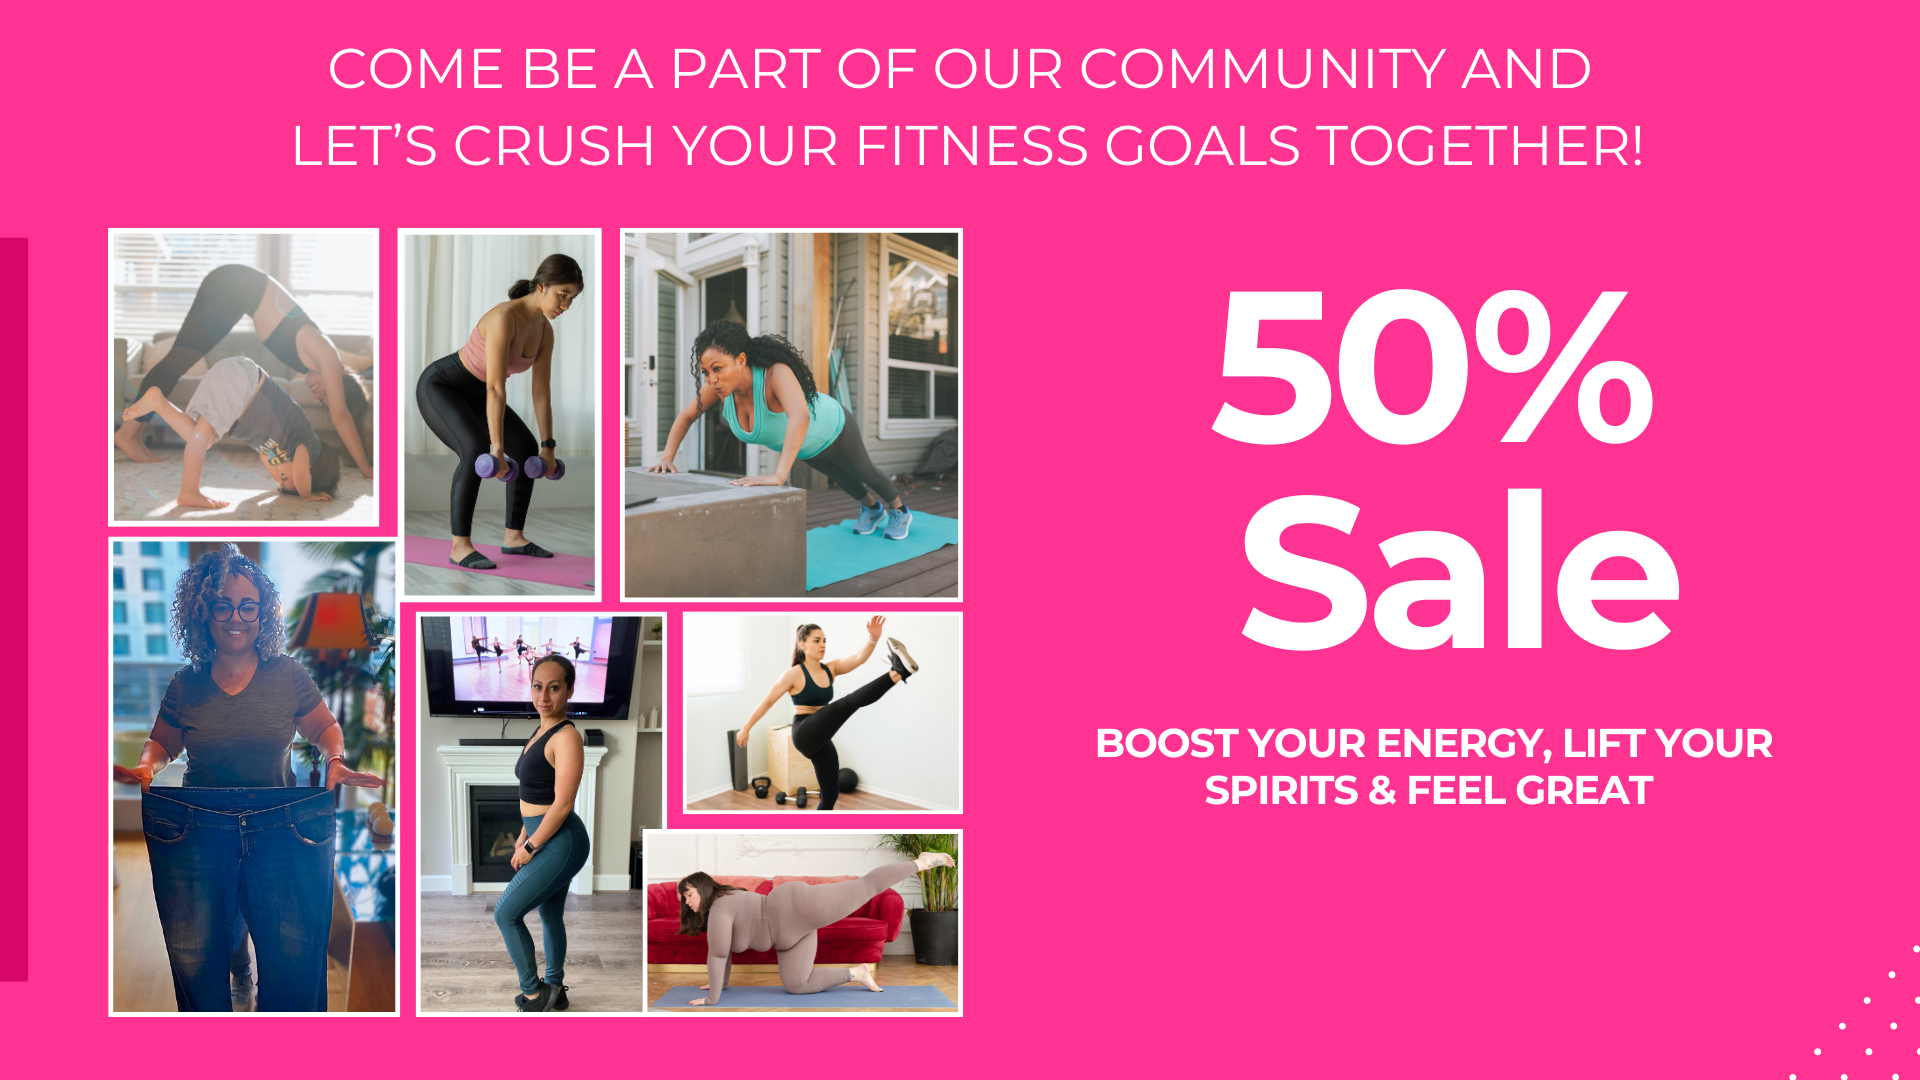 COME BE A PART OF OUR COMMUNITY AND
LET’S CRUSH YOUR FITNESS GOALS TOGETHER!
50%
Sale
BOOST YOUR ENERGY, LIFT YOUR
SPIRITS & FEEL GREAT